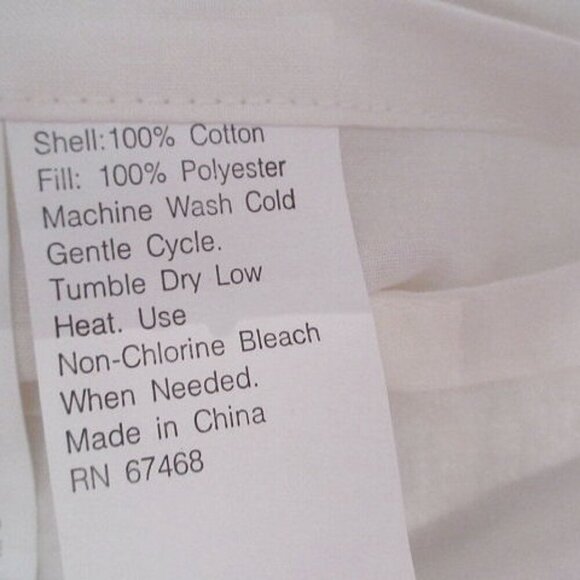 Shell:100% Cotton
Fill: 100% Polyester
Machine Wash Cold
Gentle Cycle.
Tumble Dry Low
Heat. Use
Non-Chlorine Bleach
When Needed.
Made in China
RN 67468